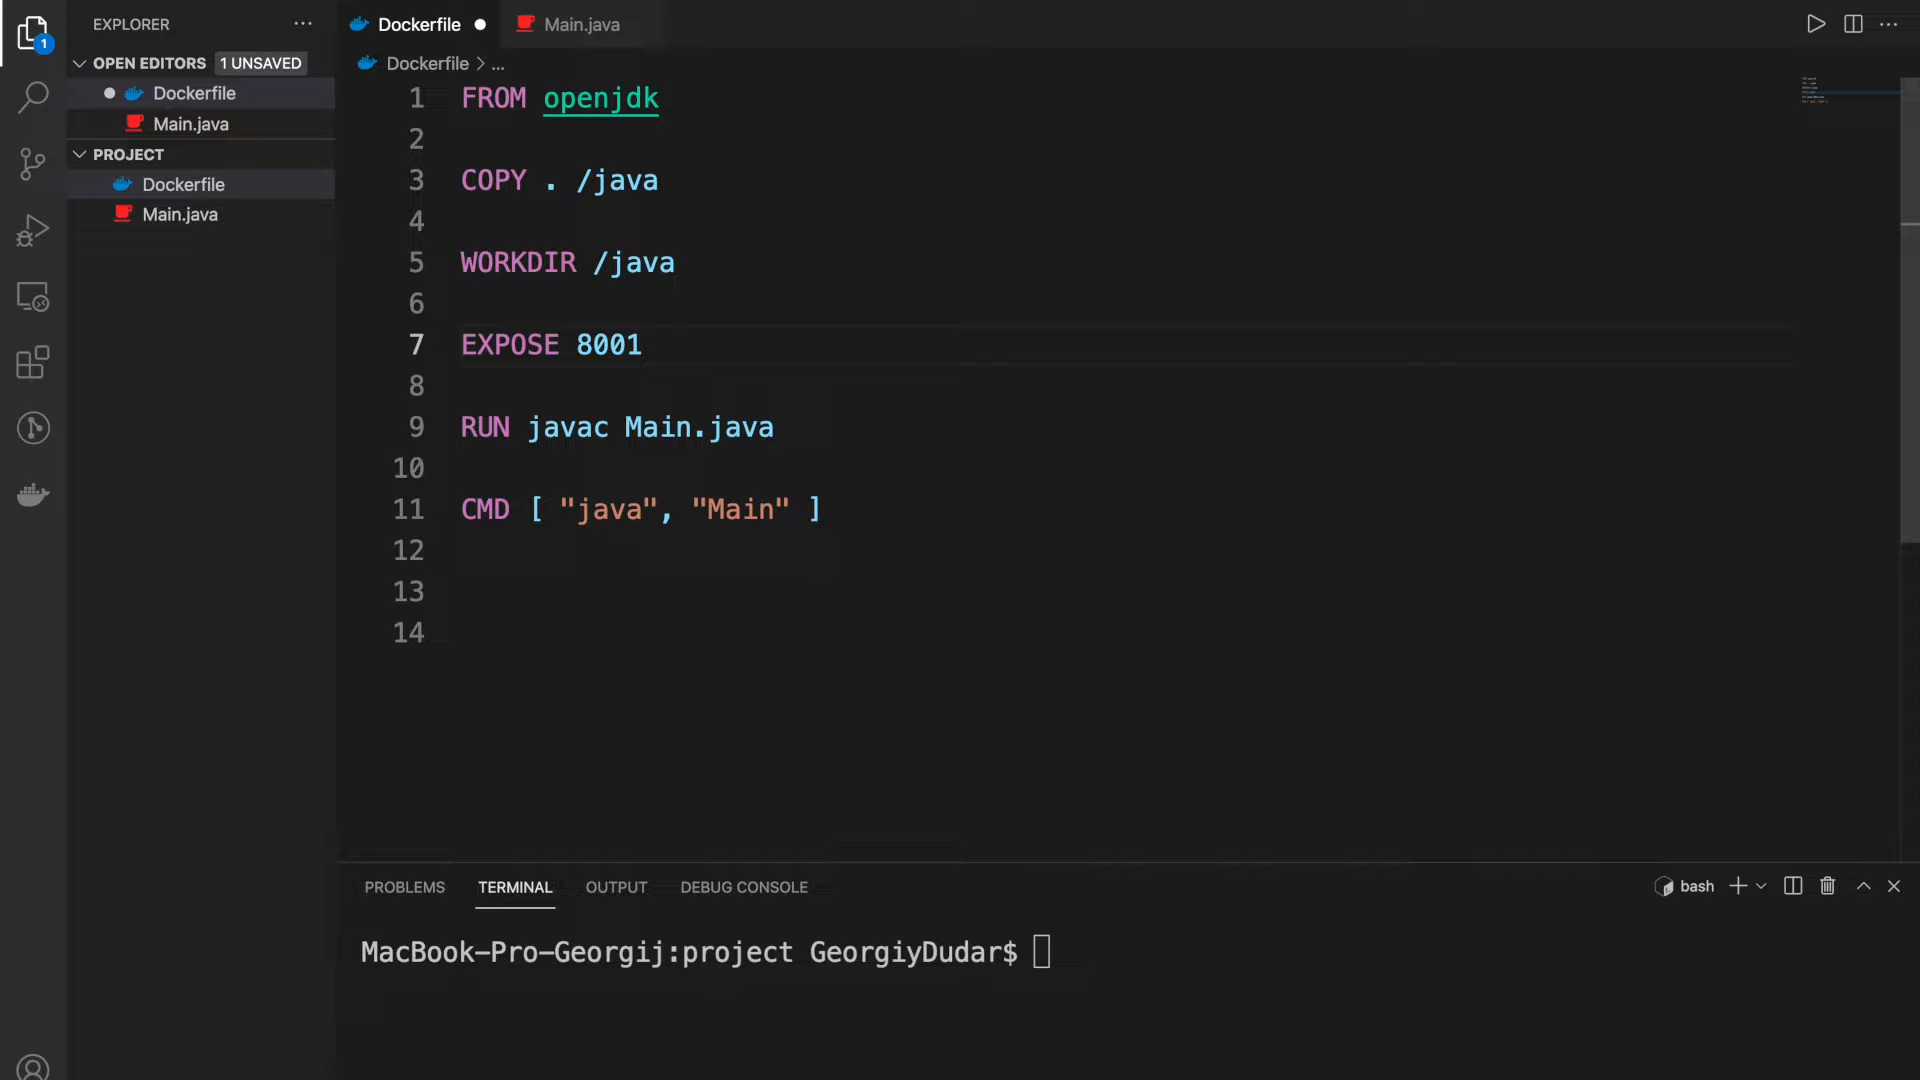 EXPLORER
Dockerfile
Main.java
OPEN EDITORS 1 UNSAVED
Dockerfile
Main.java
PROJECT
Dockerfile
Main.java
1
Dockerfile > ...
1 FROM openjdk
2
3 COPY . /java
4
5 WORKDIR /java
6
7 EXPOSE 8001
8
9 RUN javac Main.java
10
11 CMD [ "java", "Main" ]
12
13
14
PROBLEMS TERMINAL OUTPUT DEBUG CONSOLE
bash
MacBook-Pro-Georgij:project GeorgiyDudar$